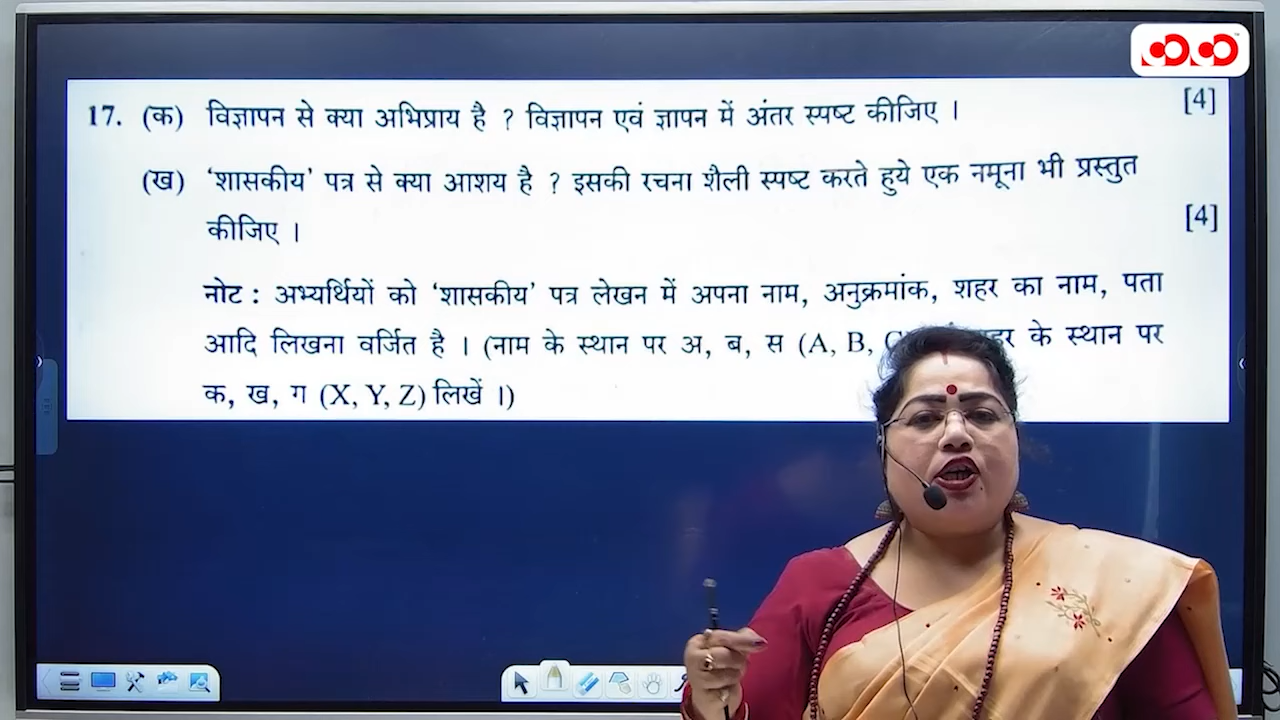 17. (क) विज्ञापन से क्या अभिप्राय है ? विज्ञापन एवं ज्ञापन में अंतर स्पष्ट कीजिए । [4]
(ख) ‘शासकीय’ पत्र से क्या आशय है ? इसकी रचना शैली स्पष्ट करते हुये एक नमूना भी प्रस्तुत
कीजिए । [4]
नोट : अभ्यर्थियों को ‘शासकीय’ पत्र लेखन में अपना नाम, अनुक्रमांक, शहर का नाम, पता
आदि लिखना वर्जित है । (नाम के स्थान पर अ, ब, स (A, B, के स्थान पर
क, ख, ग (X, Y, Z) लिखें ।)